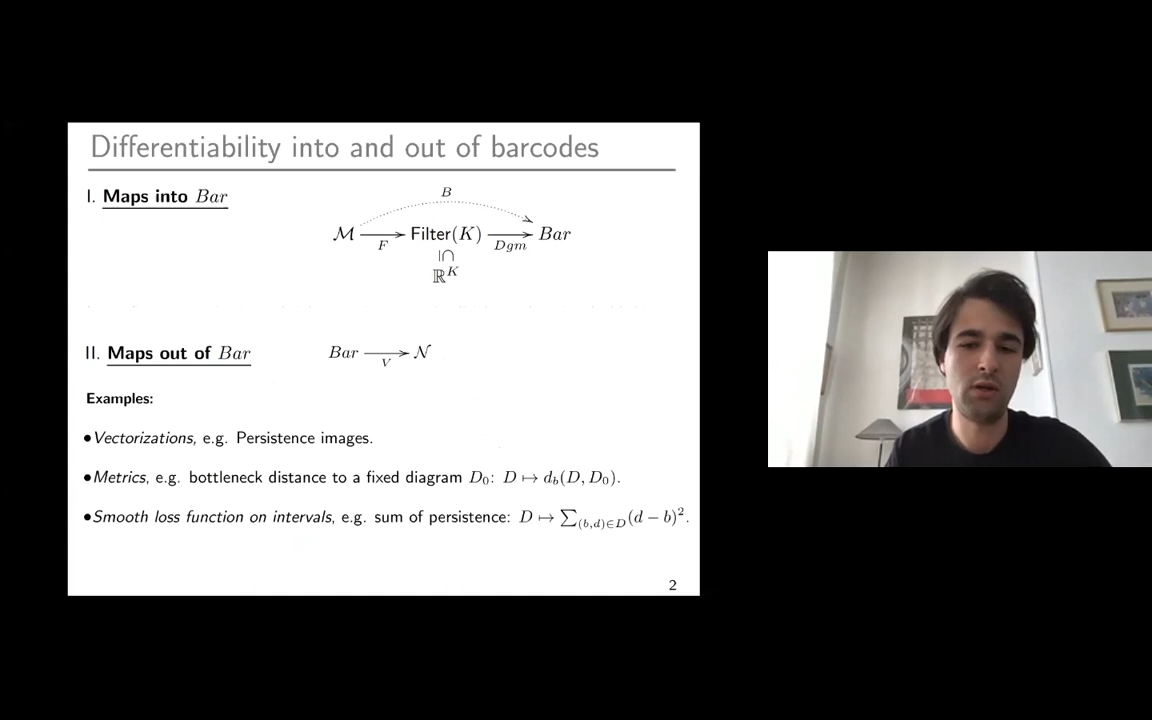 Differentiability into and out of barcodes
I. Maps into Bar
B
ℳ ⟶ Filter(K) ⟶ Bar
F Dgm
|∩
ℝ^K
II. Maps out of Bar
Bar ⟶ 𝒩
V
Examples:
•Vectorizations, e.g. Persistence images.
•Metrics, e.g. bottleneck distance to a fixed diagram D₀: D ↦ d_b(D, D₀).
•Smooth loss function on intervals, e.g. sum of persistence: D ↦ ∑_{(b,d)∈D}(d − b)².
2